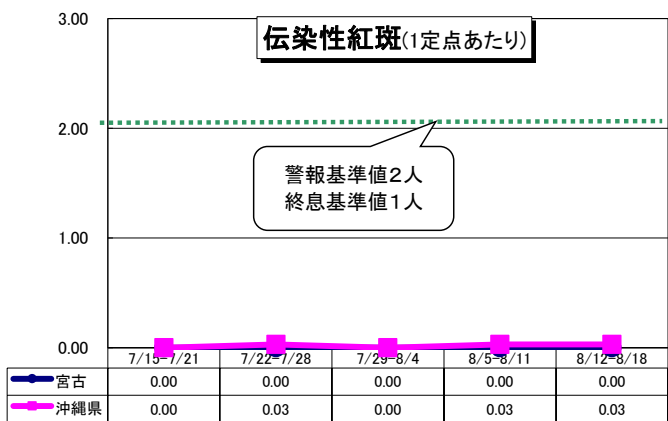 伝染性紅斑(1定点あたり)
3.00
2.00
1.00
0.00
警報基準値2人
終息基準値1人
7/15-7/21 7/22-7/28 7/29-8/4 8/5-8/11 8/12-8/18
宮古 0.00 0.00 0.00 0.00 0.00
沖縄県 0.00 0.03 0.00 0.03 0.03